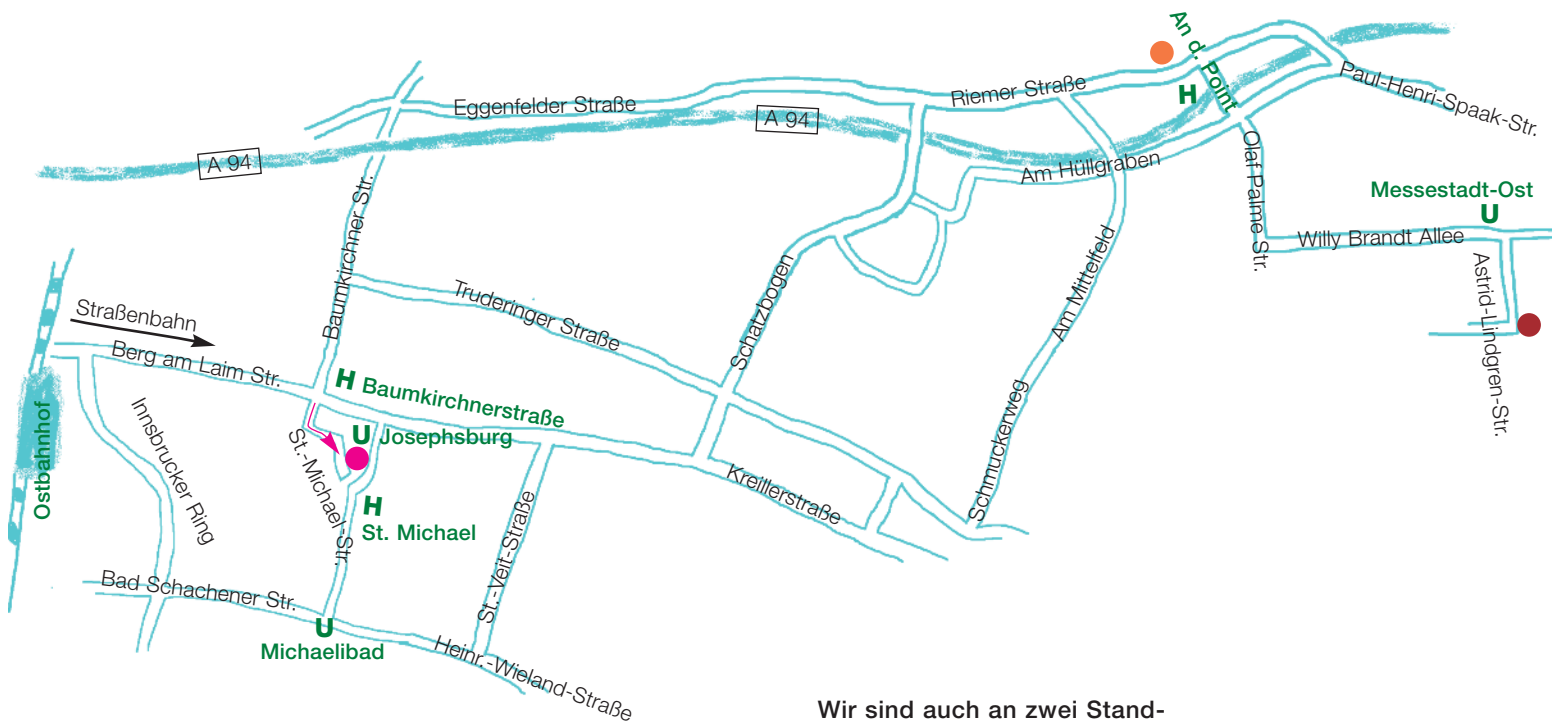 An d. Point
Riemer Straße
H
Paul-Henri-Spaak-Str.
Eggenfelder Straße
A 94
A 94
Am Hüllgraben
Olaf Palme Str.
Messestadt-Ost
U
Willy Brandt Allee
Astrid-Lindgren-Str.
Baumkirchner Str.
Truderinger Straße
Schatzbogen
Am Mittelfeld
Schmuckerweg
Straßenbahn
Berg am Laim Str.
H Baumkirchnerstraße
U Josephsburg
Ostbahnhof
Innsbrucker Ring
St.-Michael-Str.
H
St. Michael
St.-Veit-Straße
Kreillerstraße
Bad Schachener Str.
U
Michaelibad
Heinr.-Wieland-Straße
Wir sind auch an zwei Stand-